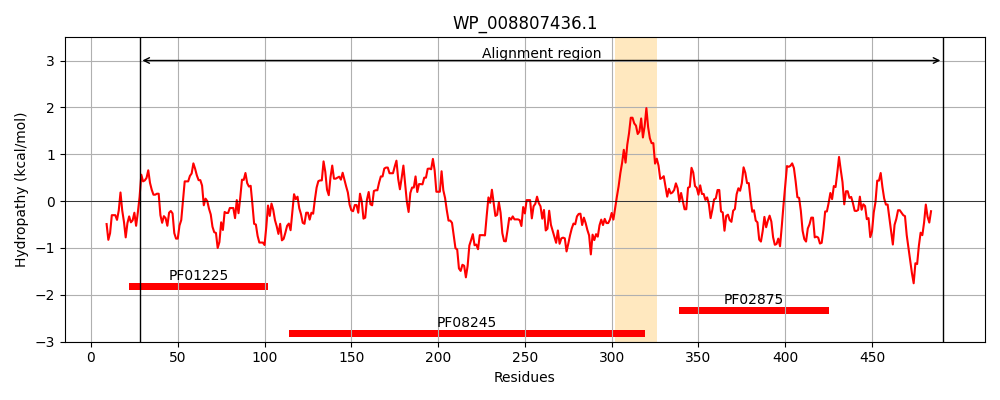 WP_008807436.1
Alignment region
3
2
1
0
−1
−2
−3
Hydropathy (kcal/mol)
PF01225
PF02875
PF08245
0 50 100 150 200 250 300 350 400 450
Residues